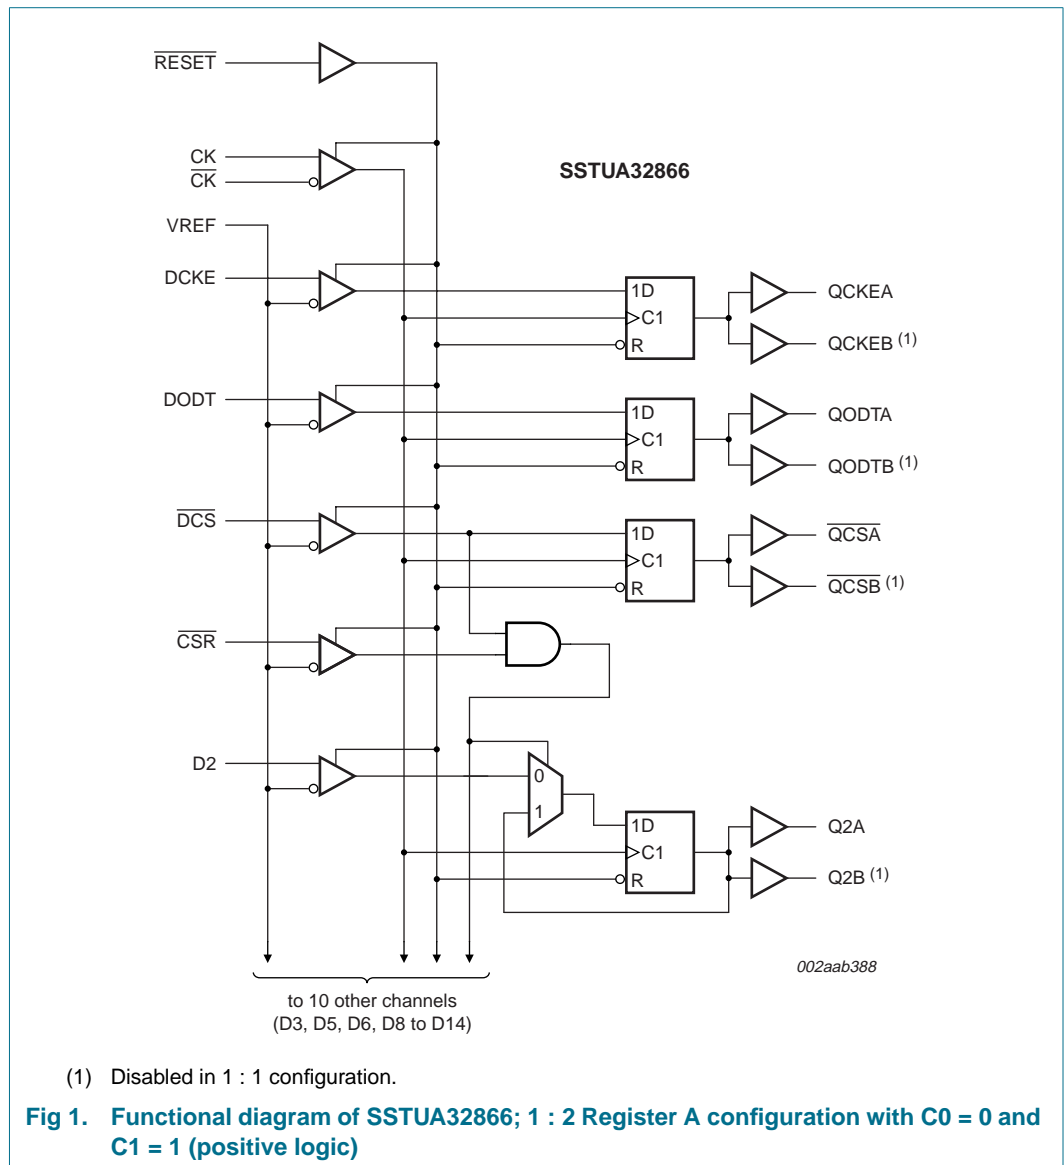 RESET
CK
CK
SSTUA32866
VREF
DCKE
1D
C1
R
QCKEA
QCKEB (1)
DODT
1D
C1
R
QODTA
QODTB (1)
DCS
1D
C1
R
QCSA
QCSB (1)
CSR
D2
0
1
1D
C1
R
Q2A
Q2B (1)
002aab388
to 10 other channels
(D3, D5, D6, D8 to D14)
(1) Disabled in 1 : 1 configuration.
Fig 1. Functional diagram of SSTUA32866; 1 : 2 Register A configuration with C0 = 0 and
C1 = 1 (positive logic)